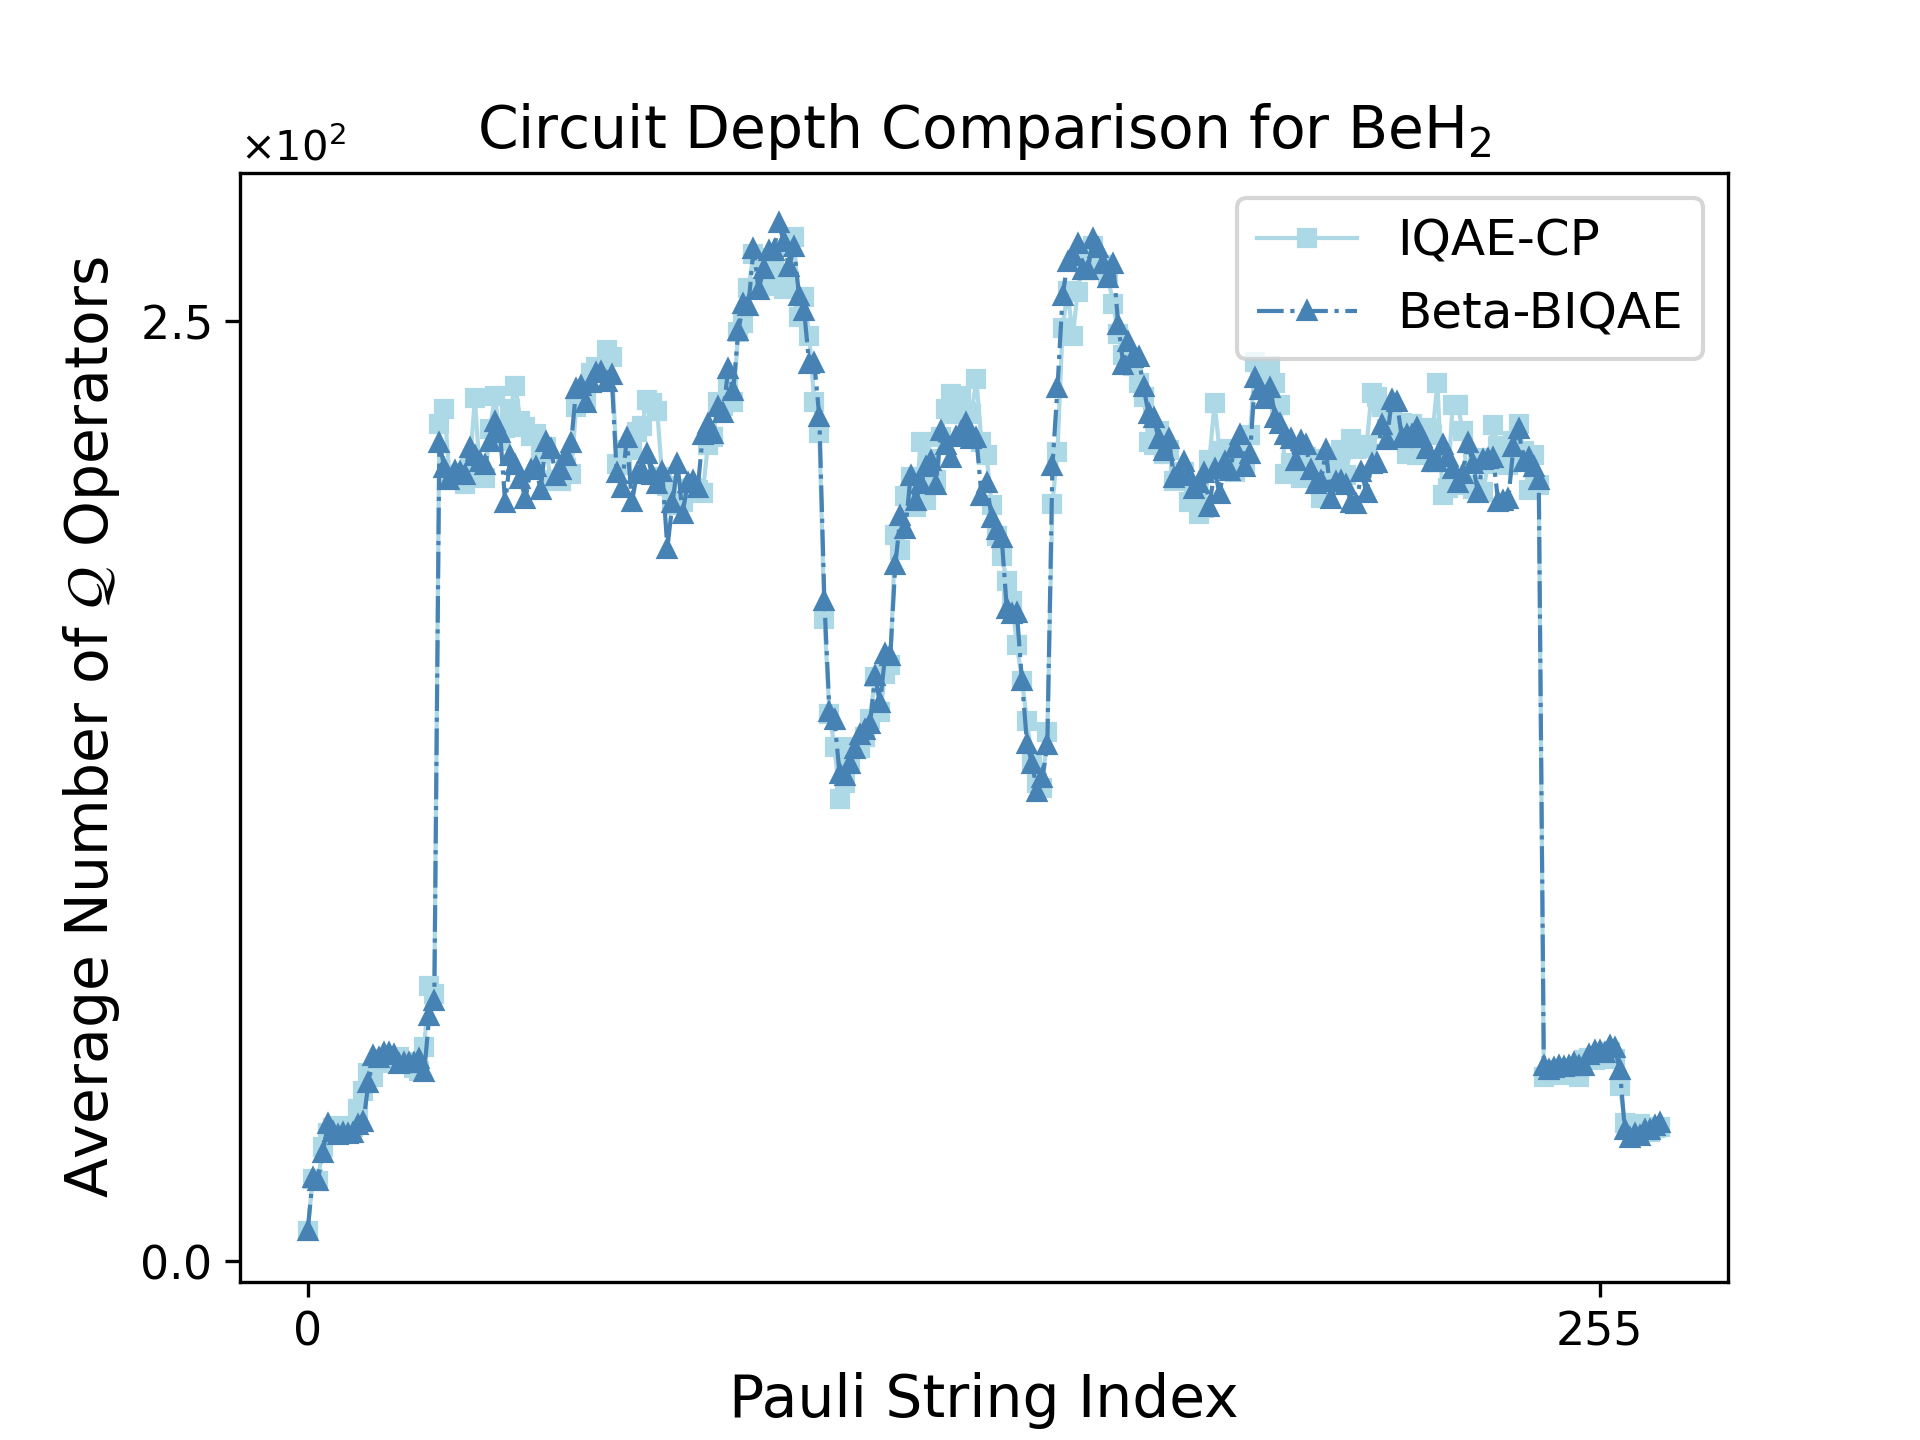 Circuit Depth Comparison for BeH₂
×10²
IQAE-CP
Beta-BIQAE
2.5
0.0
Average Number of 𝒬 Operators
0
255
Pauli String Index